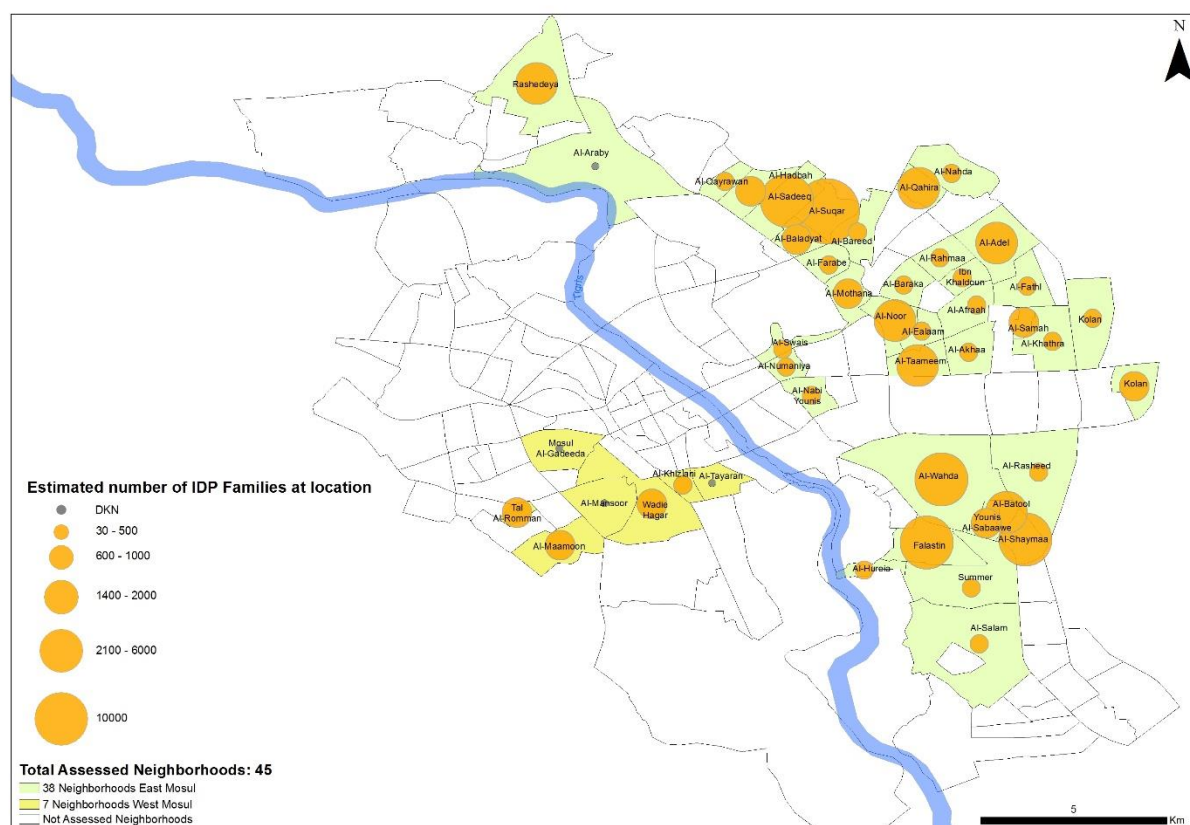 N
Rashedeya
Al-Araby
Al-Qayrawan
Al-Hadbah
Al-Sadeeq
Al-Suqar
Al-Baladyat
Al-Bareed
Al-Qahira
Al-Nahda
Al-Adel
Al-Farabe
Al-Rahmaa
Al-Mothana
Al-Baraka
Ibn
Khaldoun
Al-Fathl
Tigris
Al-Noor
Al-Afraah
Al-Ealaam
Al-Samah
Al-Khathra
Kolan
Al-Swais
Al-Numaniya
Al-Taameem
Al-Akhaa
Al-Nabi
Younis
Kolan
Mosul
Al-Gadeeda
Al-Khizlani
Al-Tayaran
Al-Mansoor
Wadie
Hagar
Tal
Al-Romman
Al-Maamoon
Al-Wahda
Al-Rasheed
Al-Batool
Younis
Al-Sabaawe
Al-Shaymaa
Falastin
Al-Hureia
Summer
Al-Salam
Estimated number of IDP Families at location
DKN
30 - 500
600 - 1000
1400 - 2000
2100 - 6000
10000
Total Assessed Neighborhoods: 45
38 Neighborhoods East Mosul
7 Neighborhoods West Mosul
Not Assessed Neighborhoods
5
Km